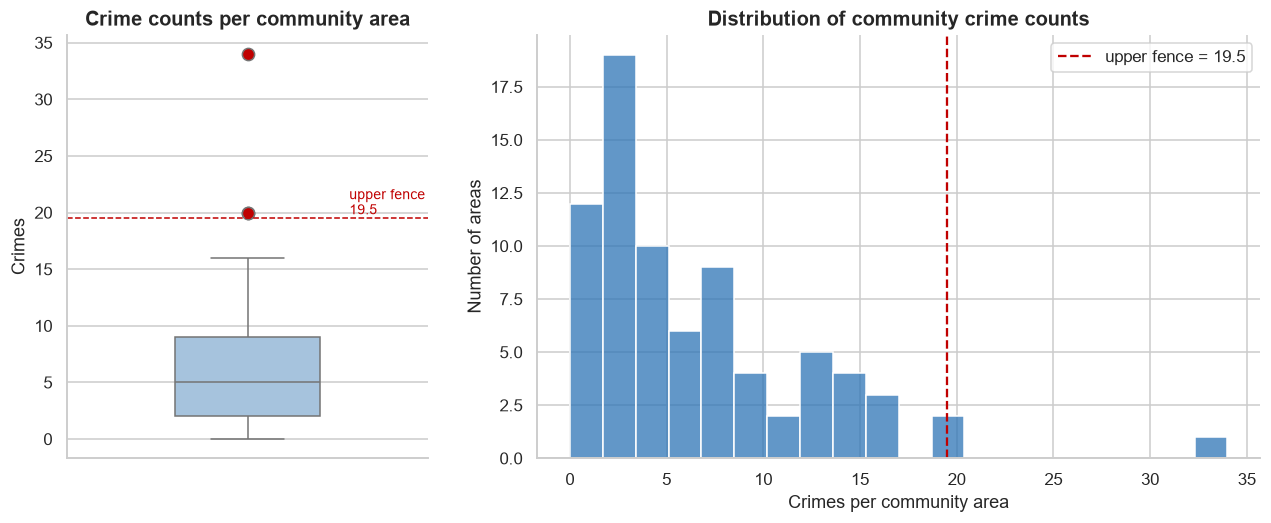 Crime counts per community area
35
30
25
20
15
10
5
0
Crimes
upper fence
19.5
Distribution of community crime counts
upper fence = 19.5
17.5
15.0
12.5
10.0
7.5
5.0
2.5
0.0
Number of areas
0 5 10 15 20 25 30 35
Crimes per community area